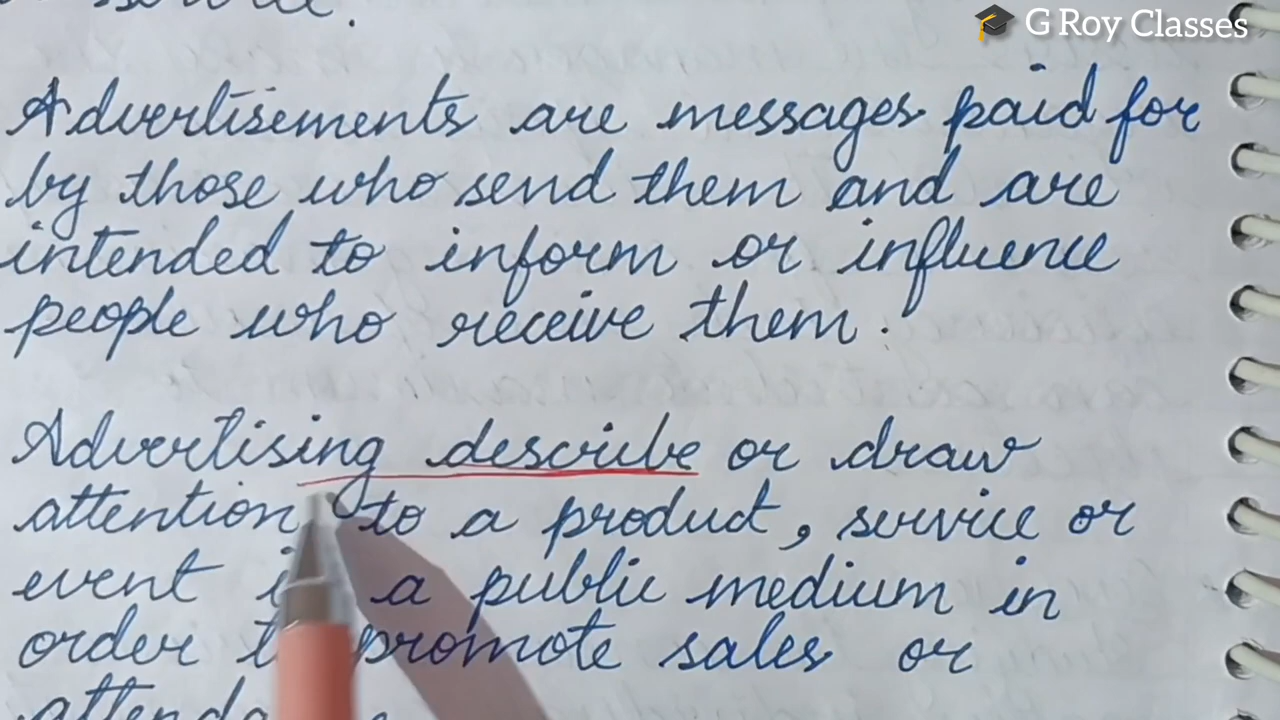 G Roy Classes
Advertisements are messages paid for
by those who send them and are
intended to inform or influence
people who receive them.
Advertising describe or draw
attention to a product, service or
event a public medium in
order promote sales or